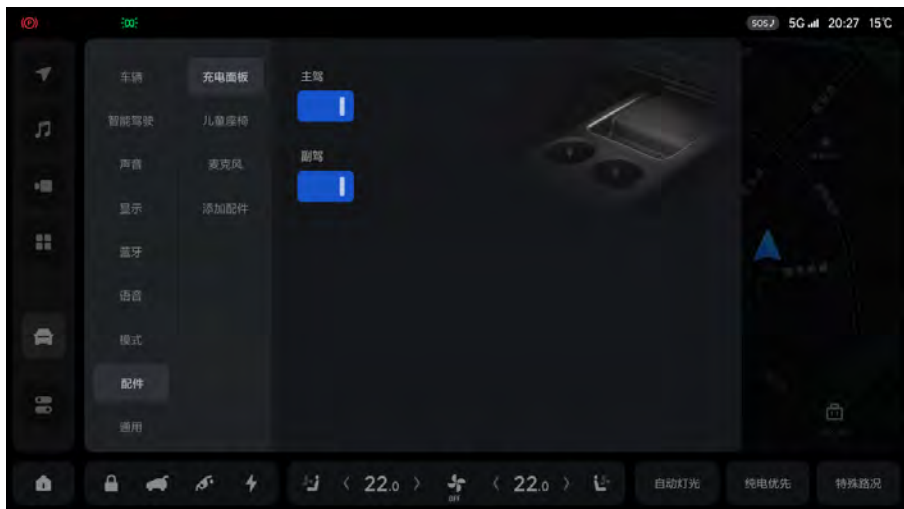 SOS 5G 20:27 15℃
车辆
智能驾驶
声音
显示
蓝牙
语音
模式
配件
通用
充电面板
儿童座椅
麦克风
添加配件
主驾
副驾
22.0
OFF
22.0
自动灯光
纯电优先
特殊路况